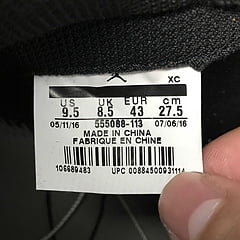 XC
US UK EUR cm
9.5 8.5 43 27.5
05/11/16 555088-113 07/06/16
MADE IN CHINA
FABRIQUE EN CHINE
106689483 UPC 00884500931114